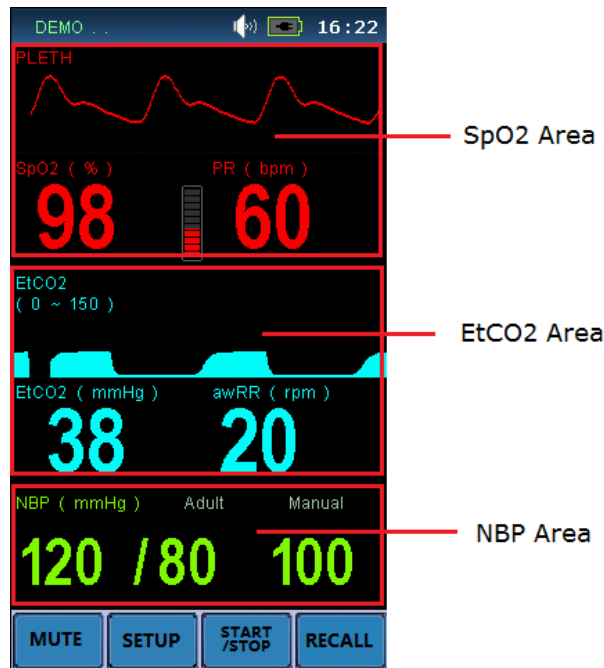 DEMO . . 16:22
PLETH
SpO2 Area
SpO2 ( % ) PR ( bpm )
98 60
EtCO2
( 0 ~ 150 )
EtCO2 Area
EtCO2 ( mmHg ) awRR ( rpm )
38 20
NBP ( mmHg ) Adult Manual
NBP Area
120 / 80 100
MUTE SETUP START /STOP RECALL